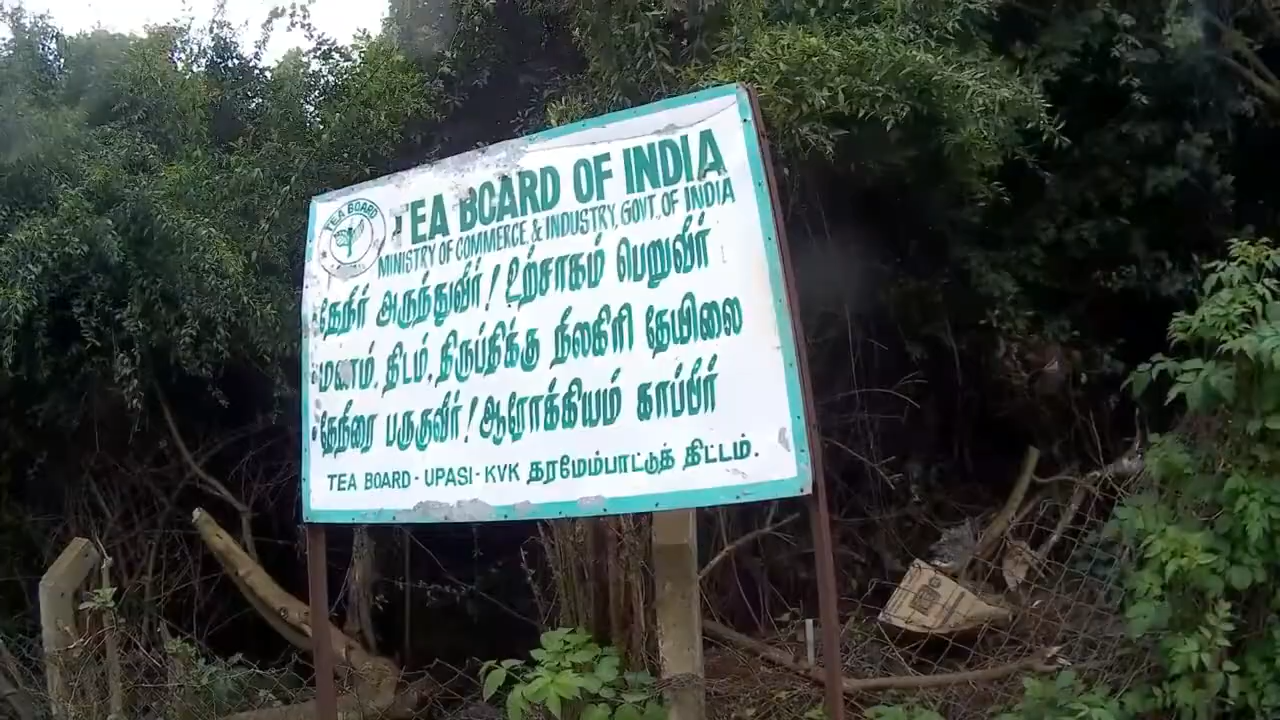 TEA BOARD
TEA BOARD OF INDIA
MINISTRY OF COMMERCE & INDUSTRY, GOVT. OF INDIA
தேநீர் அருந்துவீர்! உற்சாகம் பெறுவீர்
மணம், திடம், திருப்திக்கு நீலகிரி தேயிலை
தேநீரை பருகுவீர்! ஆரோக்கியம் காப்பீர்
TEA BOARD - UPASI - KVK தரமேம்பாட்டுத் திட்டம்.